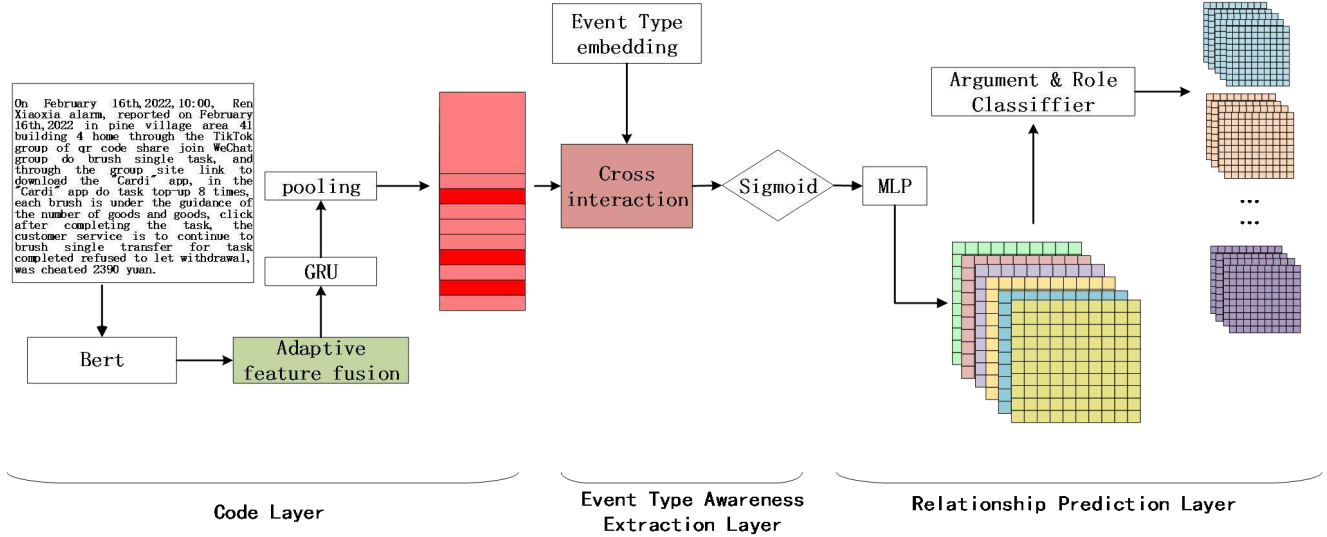 On February 16th,2022,10:00, Ren
Xiaoxia alarm, reported on February
16th,2022 in pine village area 41
building 4 home through the TikTok
group of qr code share join WeChat
group do brush single task, and
through the group site link to
download the "Cardi" app, in the
"Cardi" app do task top-up 8 times,
each brush is under the guidance of
the number of goods and goods, click
after completing the task, the
customer service is to continue to
brush single transfer for task
completed refused to let withdrawal,
was cheated 2390 yuan.
Bert
Adaptive
feature fusion
GRU
pooling
Event Type
embedding
Cross
interaction
Sigmoid
MLP
Argument & Role
Classiffier
...
...
Code Layer
Event Type Awareness
Extraction Layer
Relationship Prediction Layer